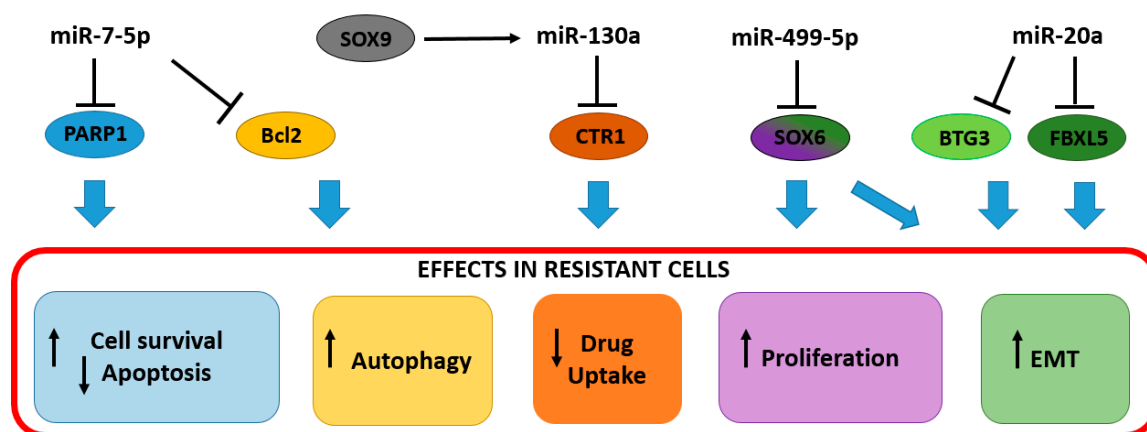 miR-7-5p
SOX9
miR-130a
miR-499-5p
miR-20a
PARP1
Bcl2
CTR1
SOX6
BTG3
FBXL5
EFFECTS IN RESISTANT CELLS
Cell survival
Apoptosis
Autophagy
Drug
Uptake
Proliferation
EMT